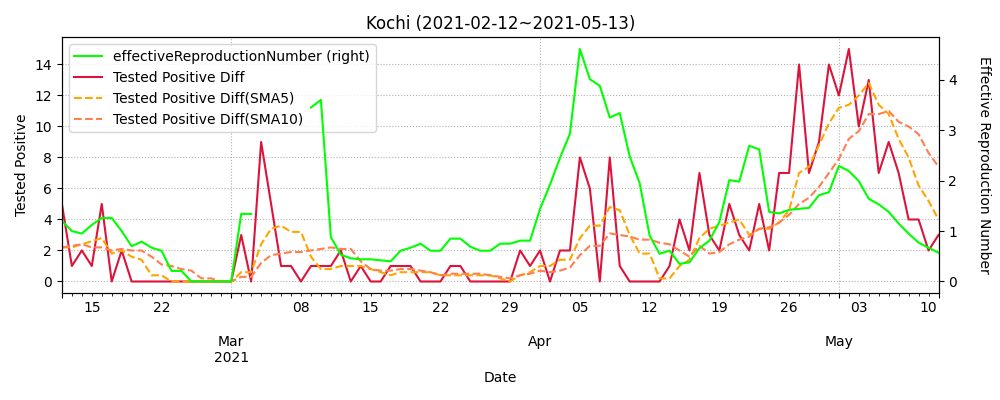 Kochi (2021-02-12~2021-05-13)
effectiveReproductionNumber (right)
Tested Positive Diff
Tested Positive Diff(SMA5)
Tested Positive Diff(SMA10)
Tested Positive
14
12
10
8
6
4
2
0
Effective Reproduction Number
4
3
2
1
0
15 22 08 15 22 29 05 12 19 26 03 10
Mar Apr May
2021
Date